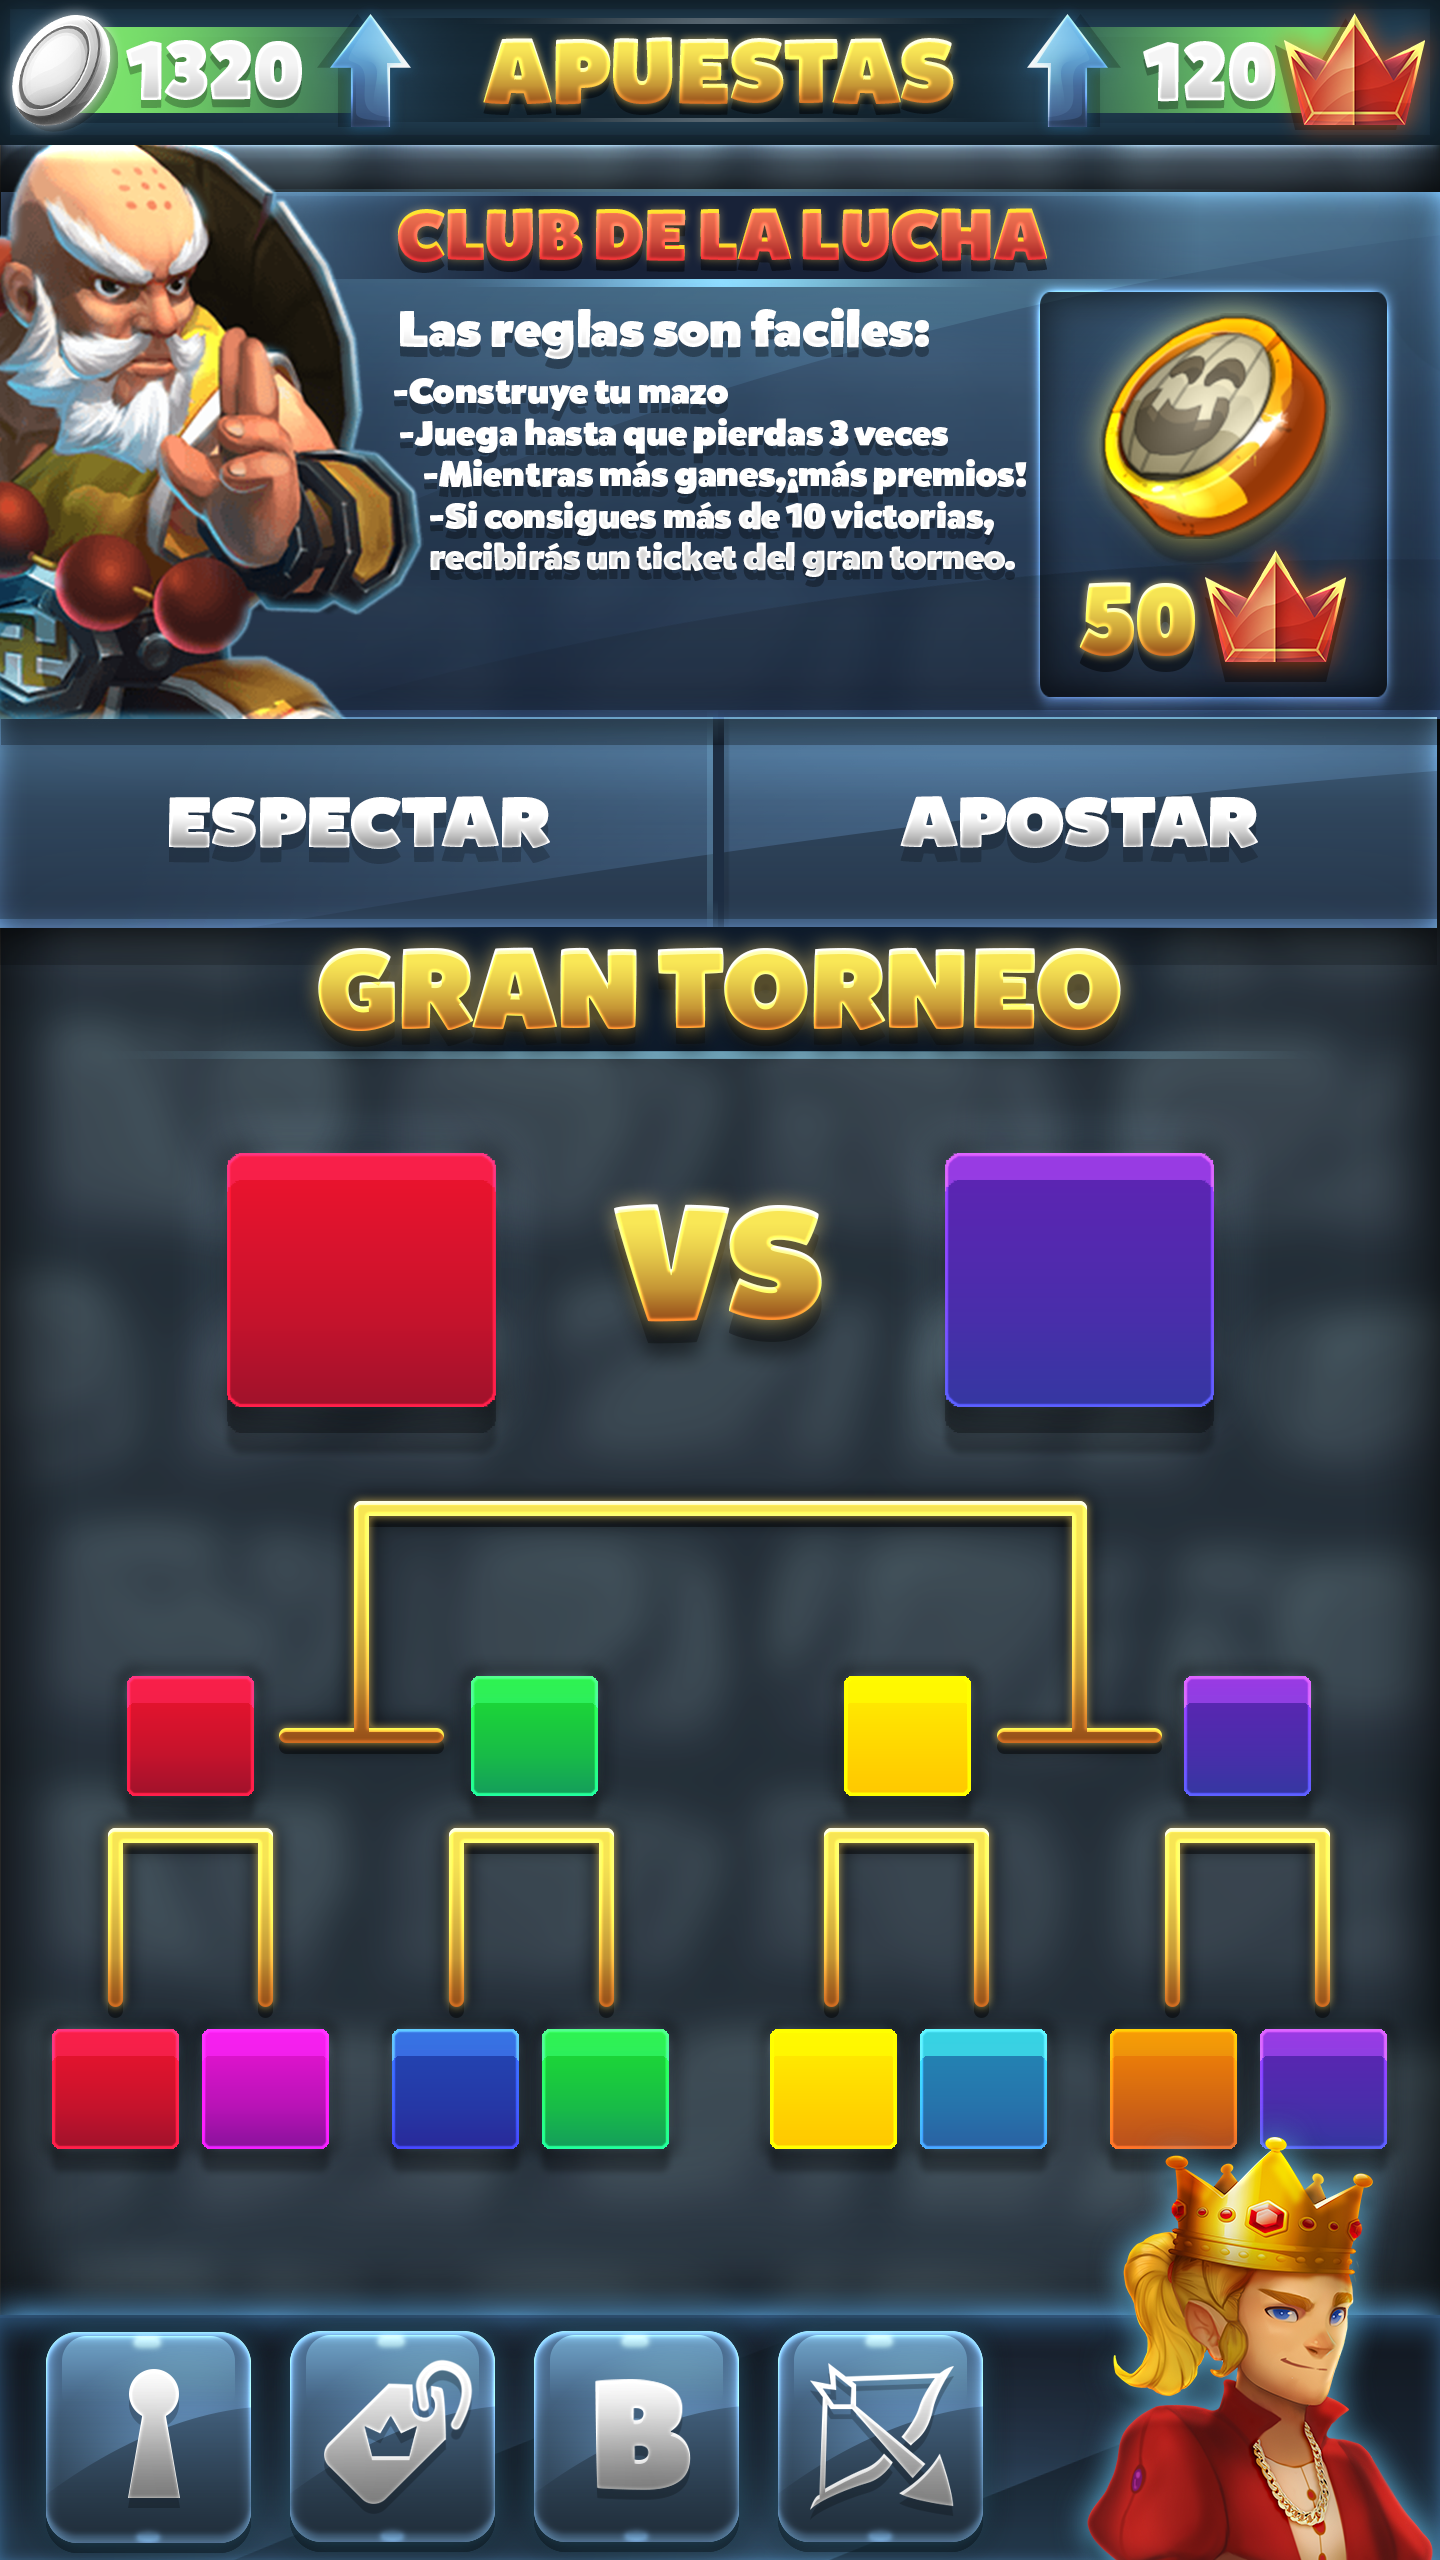 1320
APUESTAS
120
CLUB DE LA LUCHA
Las reglas son faciles:
-Construye tu mazo
-Juega hasta que pierdas 3 veces
-Mientras más ganes,¡más premios!
-Si consigues más de 10 victorias,
recibirás un ticket del gran torneo.
50
ESPECTAR
APOSTAR
GRAN TORNEO
VS
B